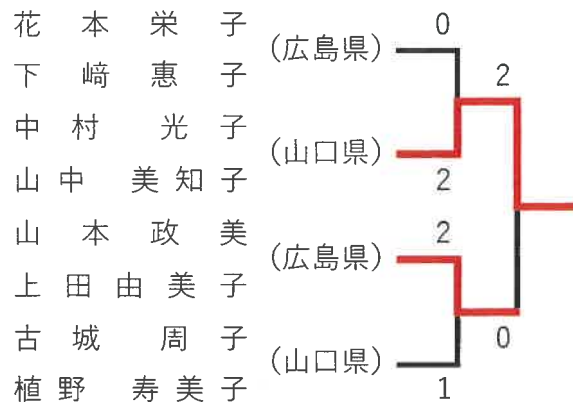 花本栄子
下﨑惠子
(広島県)
0
中村光子
山中美知子
(山口県)
2
2
山本政美
上田由美子
(広島県)
2
古城周子
植野寿美子
(山口県)
1
0